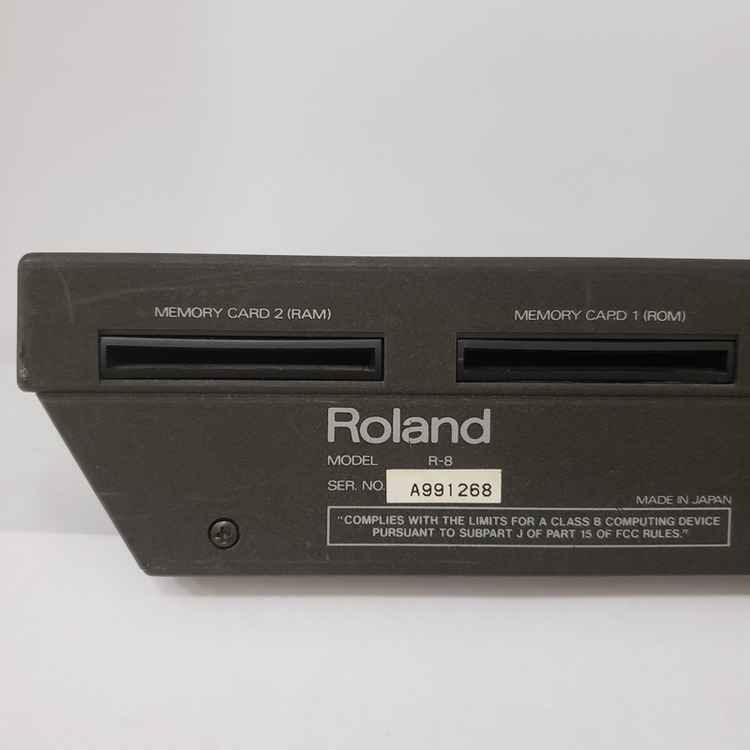 MEMORY CARD 2 (RAM)
MEMORY CARD 1 (ROM)
Roland
MODEL R-8
SER. NO. A991268
MADE IN JAPAN
"COMPLIES WITH THE LIMITS FOR A CLASS B COMPUTING DEVICE
PURSUANT TO SUBPART J OF PART 15 OF FCC RULES."